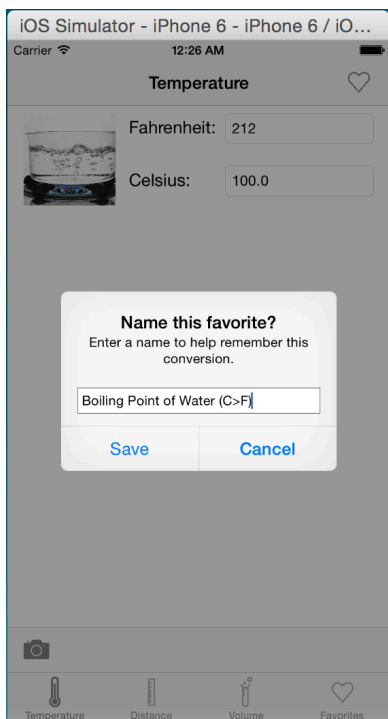 iOS Simulator - iPhone 6 - iPhone 6 / iO...
Carrier 12:26 AM
Temperature
Fahrenheit: 212
Celsius: 100.0
Name this favorite?
Enter a name to help remember this
conversion.
Boiling Point of Water (C>F)
Save Cancel
Temperature Distance Volume Favorites